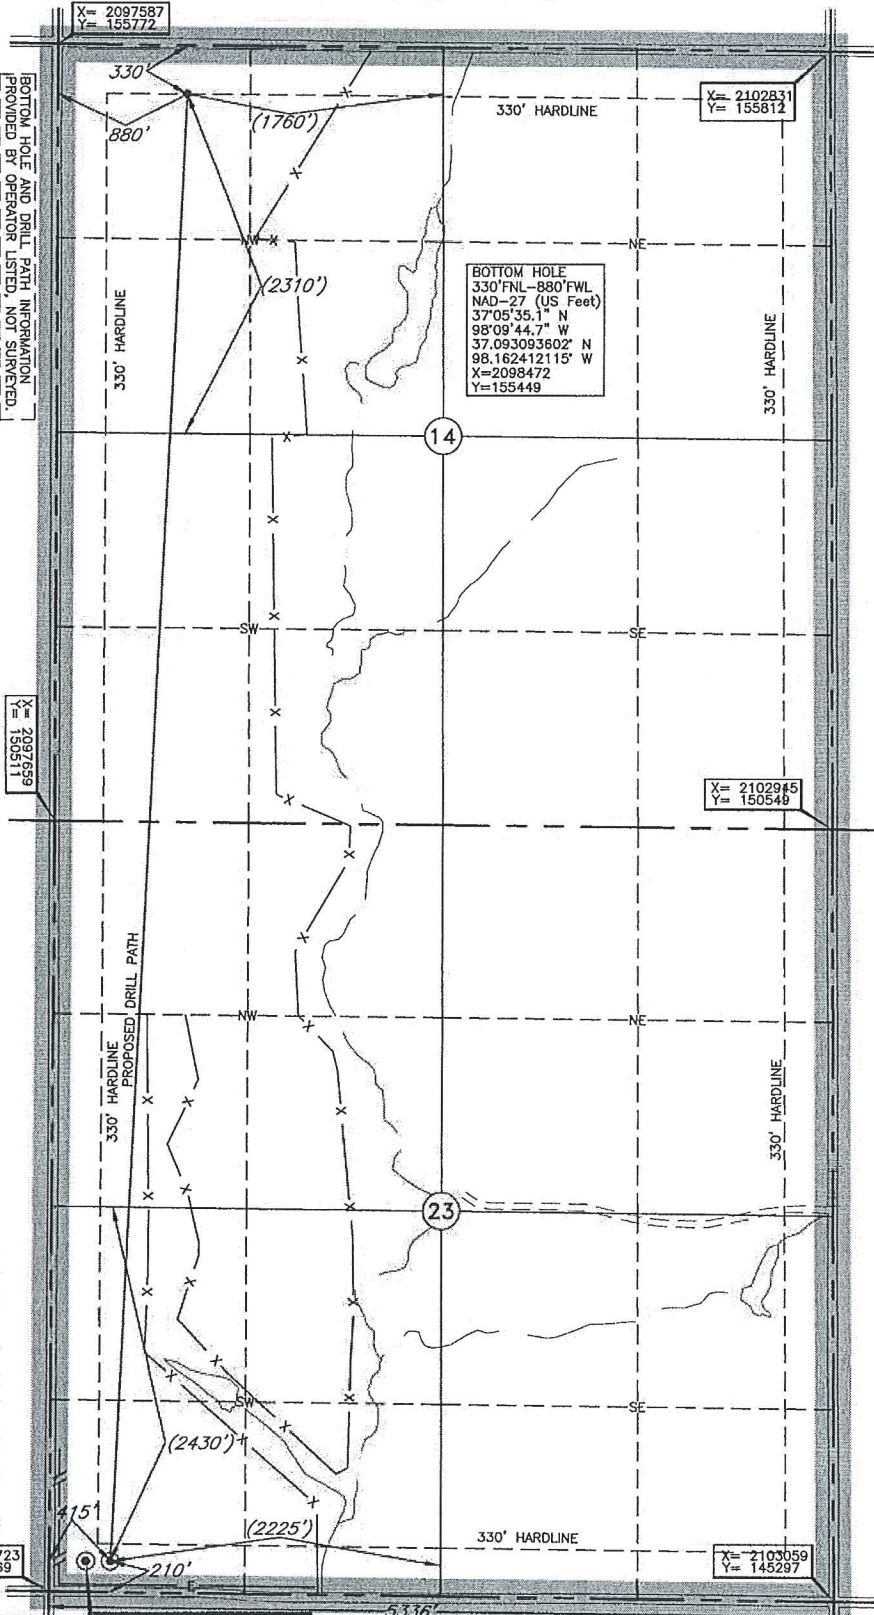 X= 2097587
Y= 155772
330'
880'
(1760')
330' HARDLINE
X= 2102831
Y= 155812
BOTTOM HOLE AND DRILL PATH INFORMATION
PROVIDED BY OPERATOR LISTED, NOT SURVEYED.
NW
NE
(2310')
BOTTOM HOLE
330'FNL-880'FWL
NAD-27 (US Feet)
37°05'35.1" N
98°09'44.7" W
37.093093602° N
98.162412115° W
X=2098472
Y=155449
330' HARDLINE
330' HARDLINE
14
SW
SE
X= 2097659
Y= 150511
X= 2102945
Y= 150549
PROPOSED DRILL PATH
330' HARDLINE
NW
NE
330' HARDLINE
23
SW
SE
(2430')
415'
(2225')
330' HARDLINE
210'
723
69
X= 2103059
Y= 145297
E
5336'